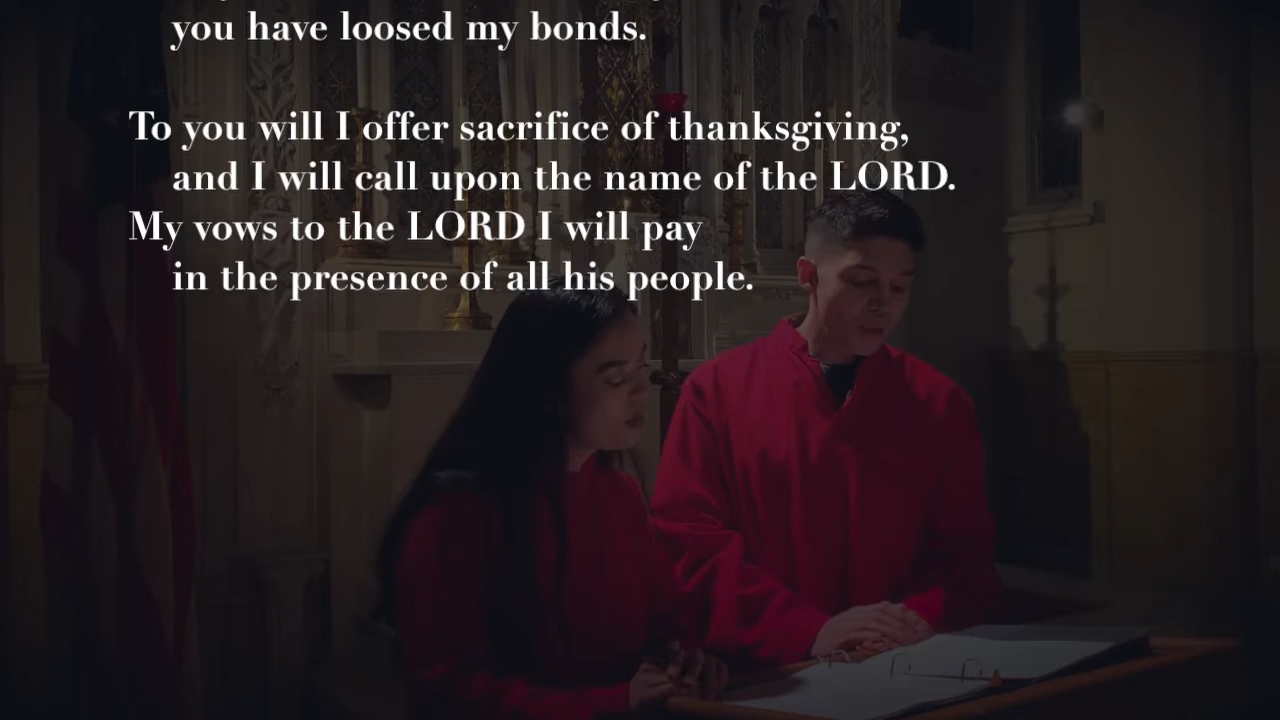 you have loosed my bonds.
To you will I offer sacrifice of thanksgiving,
and I will call upon the name of the LORD.
My vows to the LORD I will pay
in the presence of all his people.